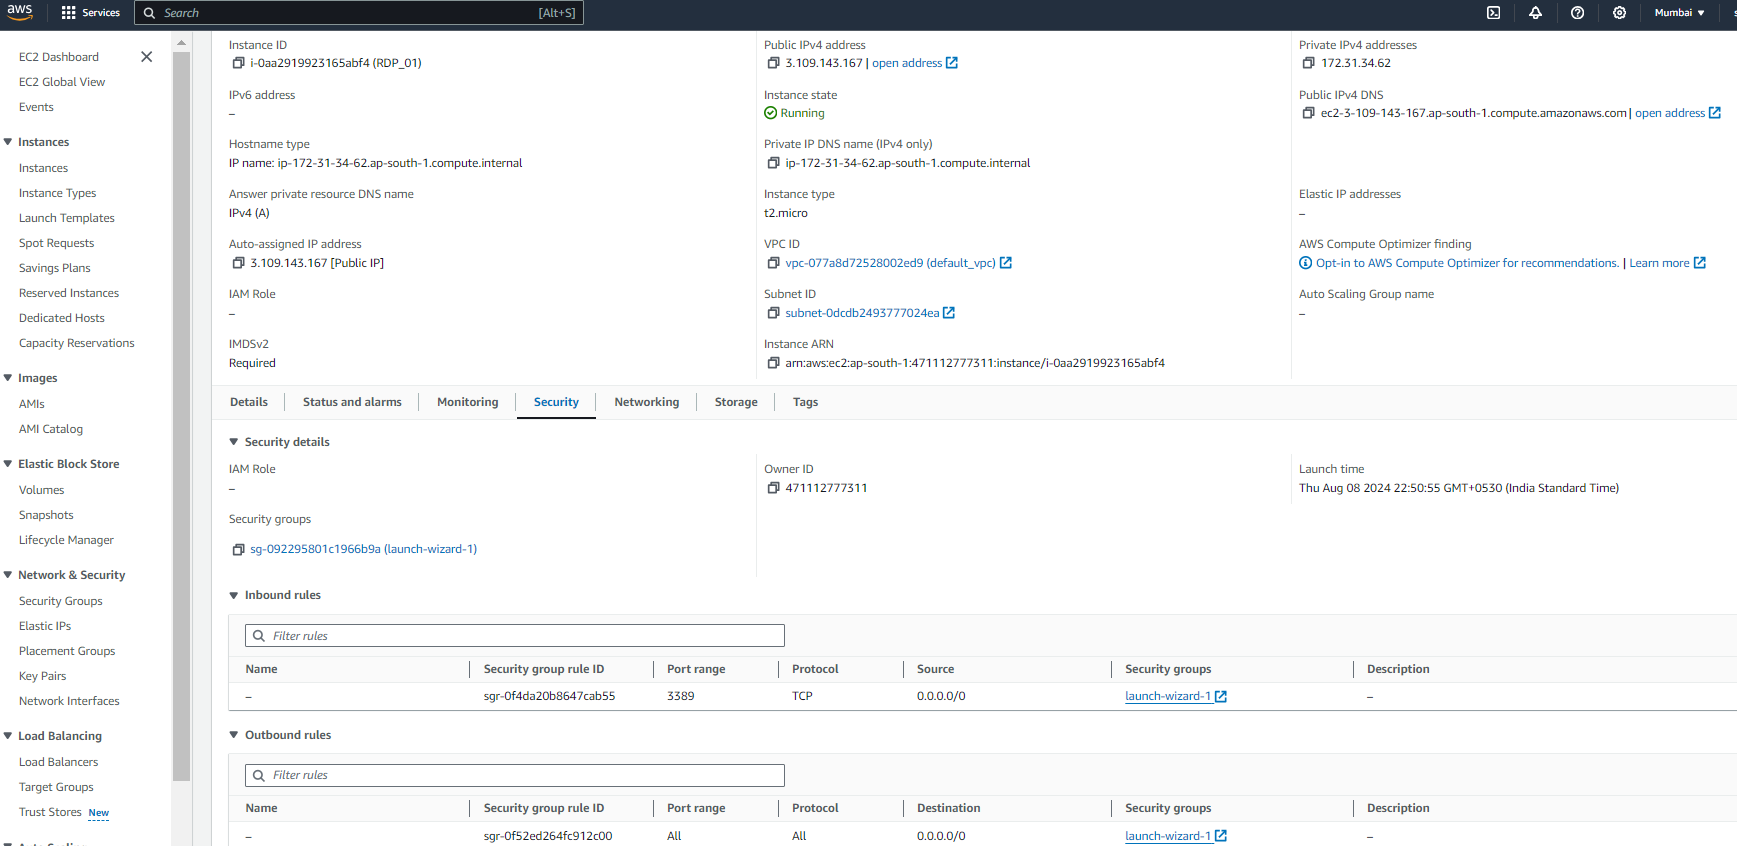 aws Services Search [Alt+S] Mumbai ▼
EC2 Dashboard
EC2 Global View
Events
Instances
Instances
Instance Types
Launch Templates
Spot Requests
Savings Plans
Reserved Instances
Dedicated Hosts
Capacity Reservations
Images
AMIs
AMI Catalog
Elastic Block Store
Volumes
Snapshots
Lifecycle Manager
Network & Security
Security Groups
Elastic IPs
Placement Groups
Key Pairs
Network Interfaces
Load Balancing
Load Balancers
Target Groups
Trust Stores New
Instance ID
i-0aa2919923165abf4 (RDP_01)
Public IPv4 address
3.109.143.167 | open address
Private IPv4 addresses
172.31.34.62
IPv6 address
–
Instance state
Running
Public IPv4 DNS
ec2-3-109-143-167.ap-south-1.compute.amazonaws.com | open address
Hostname type
IP name: ip-172-31-34-62.ap-south-1.compute.internal
Private IP DNS name (IPv4 only)
ip-172-31-34-62.ap-south-1.compute.internal
Answer private resource DNS name
IPv4 (A)
Instance type
t2.micro
Elastic IP addresses
–
Auto-assigned IP address
3.109.143.167 [Public IP]
VPC ID
vpc-077a8d72528002ed9 (default_vpc)
AWS Compute Optimizer finding
Opt-in to AWS Compute Optimizer for recommendations. | Learn more
IAM Role
–
Subnet ID
subnet-0dcdb2493777024ea
Auto Scaling Group name
–
IMDSv2
Required
Instance ARN
arn:aws:ec2:ap-south-1:471112777311:instance/i-0aa2919923165abf4
Details Status and alarms Monitoring Security Networking Storage Tags
Security details
IAM Role
–
Owner ID
471112777311
Launch time
Thu Aug 08 2024 22:50:55 GMT+0530 (India Standard Time)
Security groups
sg-092295801c1966b9a (launch-wizard-1)
Inbound rules
Filter rules
Name Security group rule ID Port range Protocol Source Security groups Description
– sgr-0f4da20b8647cab55 3389 TCP 0.0.0.0/0 launch-wizard-1 –
Outbound rules
Filter rules
Name Security group rule ID Port range Protocol Destination Security groups Description
– sgr-0f52ed264fc912c00 All All 0.0.0.0/0 launch-wizard-1 –